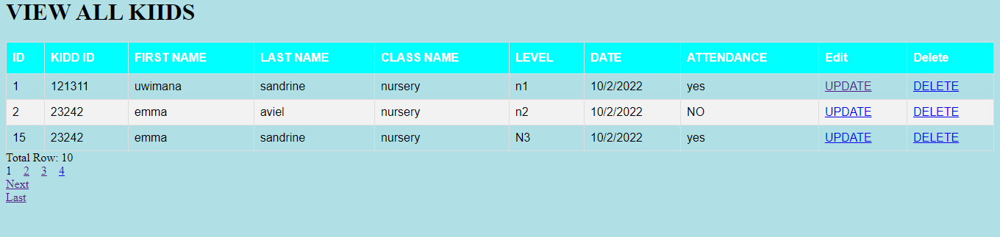 VIEW ALL KIIDS
ID KIDD ID FIRST NAME LAST NAME CLASS NAME LEVEL DATE ATTENDANCE Edit Delete
1 121311 uwimana sandrine nursery n1 10/2/2022 yes UPDATE DELETE
2 23242 emma aviel nursery n2 10/2/2022 NO UPDATE DELETE
15 23242 emma sandrine nursery N3 10/2/2022 yes UPDATE DELETE
Total Row: 10
1 2 3 4
Next
Last